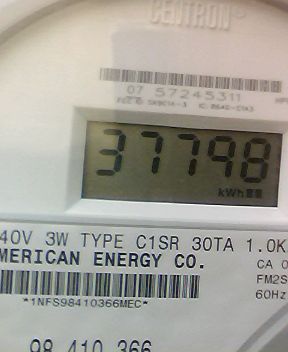 CENTRON®
07 57245311
37798
kWh
40V 3W TYPE C1SR 30TA 1.0K
MERICAN ENERGY CO.
CA 0
FM2S
60Hz
*1NFS98410366MEC*
98 410 366